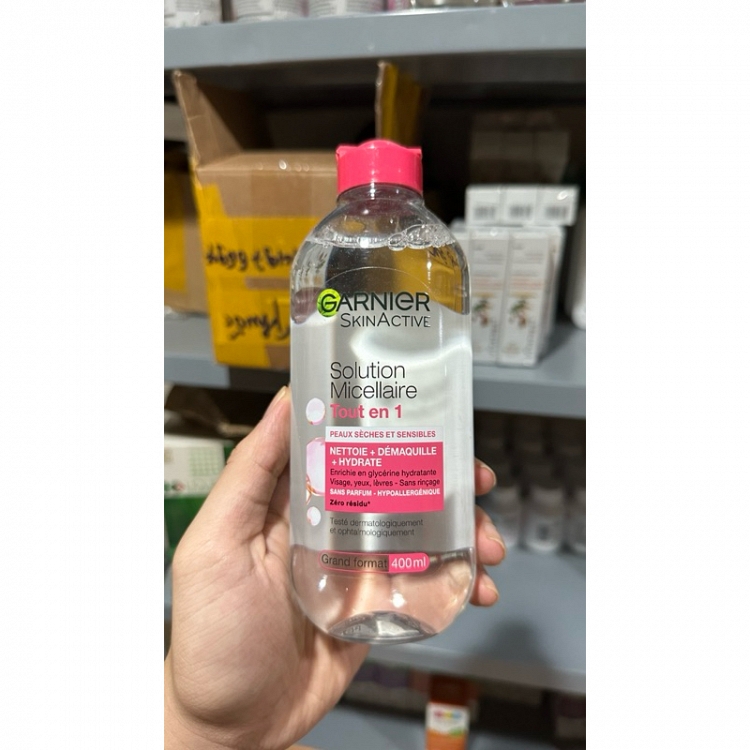 GARNIER
SKINACTIVE
Solution
Micellaire
Tout en 1
PEAUX SÈCHES ET SENSIBLES
NETTOIE + DÉMAQUILLE
+ HYDRATE
Enrichie en glycérine hydratante
Visage, yeux, lèvres - Sans rinçage
SANS PARFUM - HYPOALLERGÉNIQUE
Zéro résidu*
Testé dermatologiquement
et ophtalmologiquement
Grand format 400ml